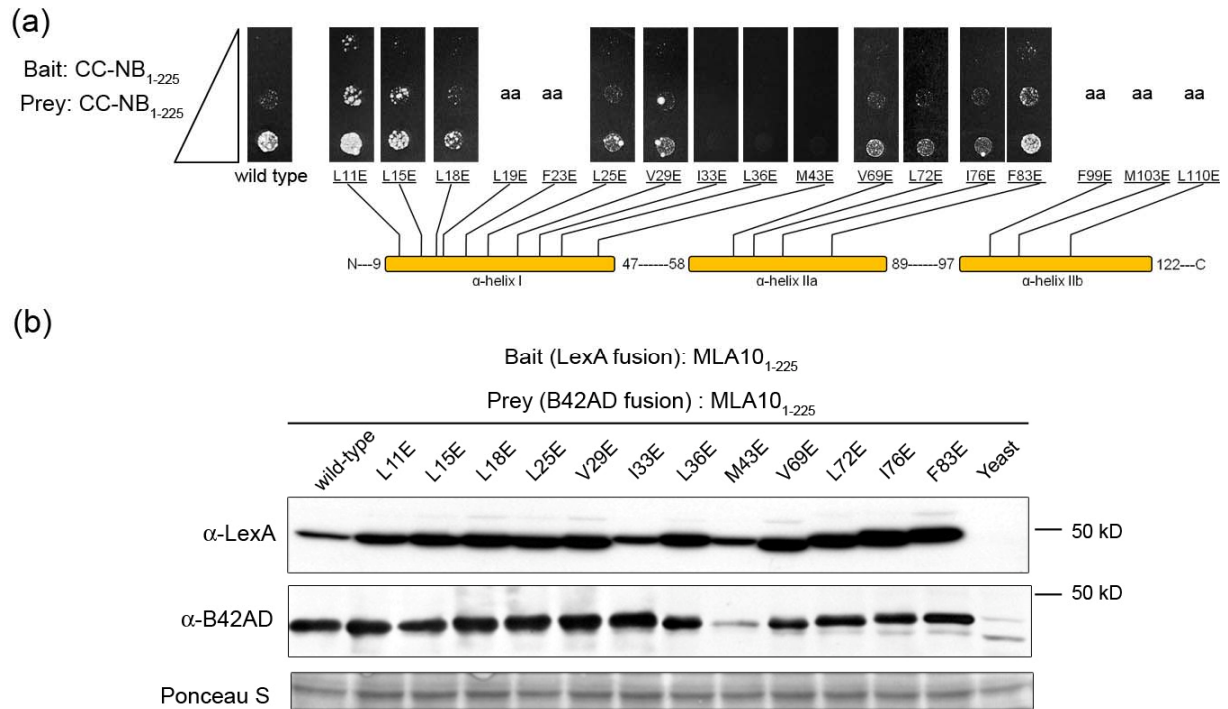 (a)
Bait: CC-NB1-225
Prey: CC-NB1-225
aa aa aa aa aa
wild type L11E L15E L18E L19E F23E L25E V29E I33E L36E M43E V69E L72E I76E F83E F99E M103E L110E
N---9 47------58 89------97 122---C
α-helix I α-helix IIa α-helix IIb
(b)
Bait (LexA fusion): MLA101-225
Prey (B42AD fusion) : MLA101-225
wild-type L11E L15E L18E L25E V29E I33E L36E M43E V69E L72E I76E F83E Yeast
α-LexA 50 kD
α-B42AD 50 kD
Ponceau S